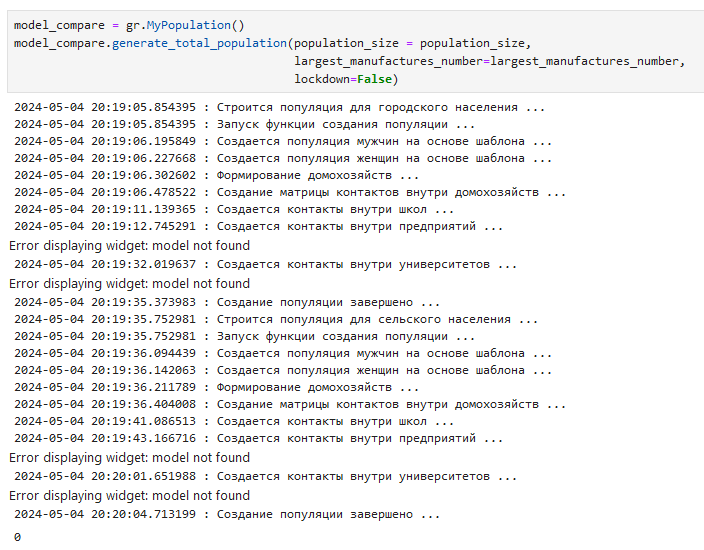 model_compare = gr.MyPopulation()
model_compare.generate_total_population(population_size = population_size,
largest_manufactures_number=largest_manufactures_number,
lockdown=False)
2024-05-04 20:19:05.854395 : Строится популяция для городского населения ...
2024-05-04 20:19:05.854395 : Запуск функции создания популяции ...
2024-05-04 20:19:06.195849 : Создается популяция мужчин на основе шаблона ...
2024-05-04 20:19:06.227668 : Создается популяция женщин на основе шаблона ...
2024-05-04 20:19:06.302602 : Формирование домохозяйств ...
2024-05-04 20:19:06.478522 : Создание матрицы контактов внутри домохозяйств ...
2024-05-04 20:19:11.139365 : Создается контакты внутри школ ...
2024-05-04 20:19:12.745291 : Создается контакты внутри предприятий ...
Error displaying widget: model not found
2024-05-04 20:19:32.019637 : Создается контакты внутри университетов ...
Error displaying widget: model not found
2024-05-04 20:19:35.373983 : Создание популяции завершено ...
2024-05-04 20:19:35.752981 : Строится популяция для сельского населения ...
2024-05-04 20:19:35.752981 : Запуск функции создания популяции ...
2024-05-04 20:19:36.094439 : Создается популяция мужчин на основе шаблона ...
2024-05-04 20:19:36.142063 : Создается популяция женщин на основе шаблона ...
2024-05-04 20:19:36.211789 : Формирование домохозяйств ...
2024-05-04 20:19:36.404008 : Создание матрицы контактов внутри домохозяйств ...
2024-05-04 20:19:41.086513 : Создается контакты внутри школ ...
2024-05-04 20:19:43.166716 : Создается контакты внутри предприятий ...
Error displaying widget: model not found
2024-05-04 20:20:01.651988 : Создается контакты внутри университетов ...
Error displaying widget: model not found
2024-05-04 20:20:04.713199 : Создание популяции завершено ...
0